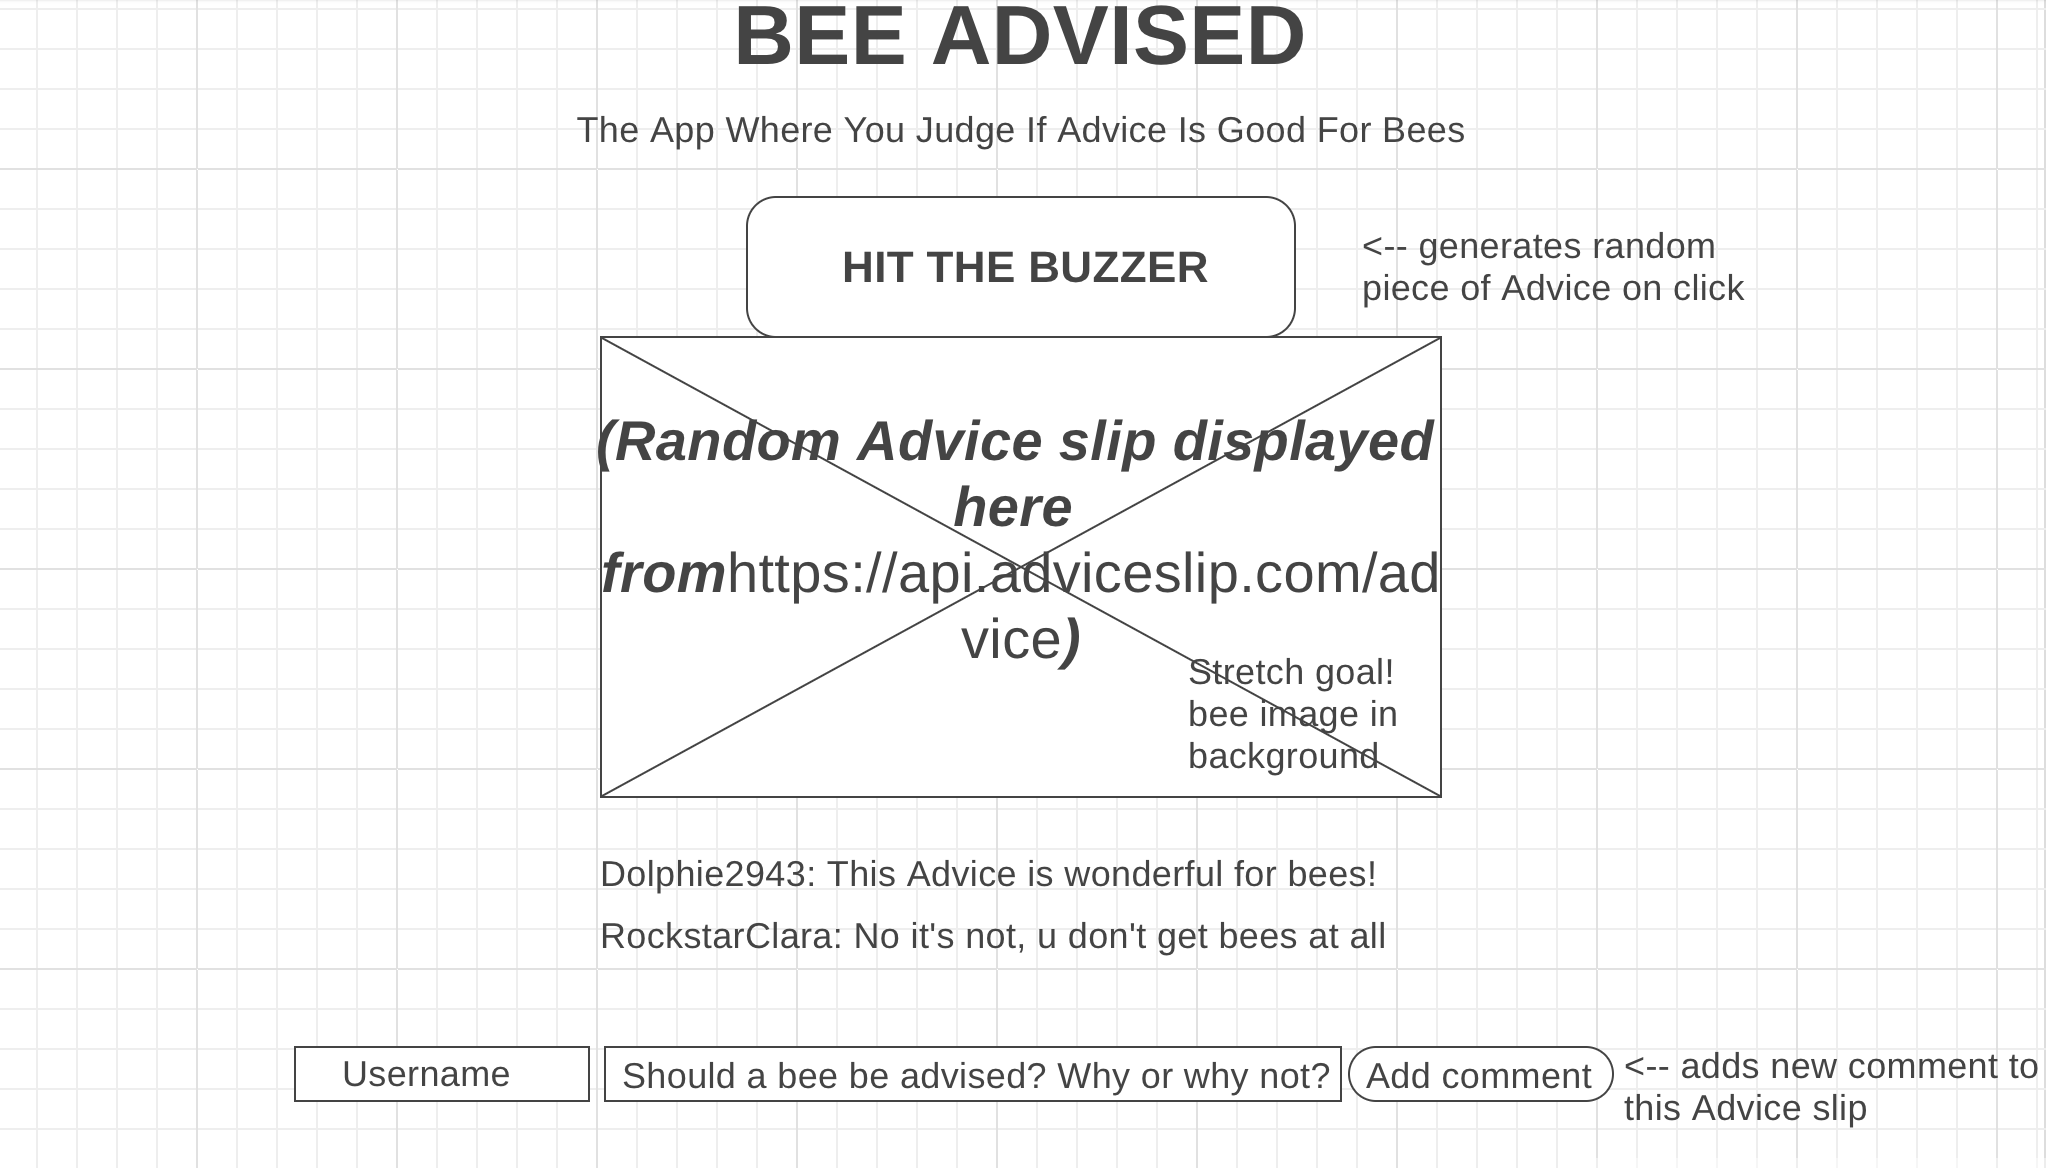 BEE ADVISED
The App Where You Judge If Advice Is Good For Bees
HIT THE BUZZER
<-- generates random
piece of Advice on click
(Random Advice slip displayed
here
fromhttps://api.adviceslip.com/ad
vice)
Stretch goal!
bee image in
background
Dolphie2943: This Advice is wonderful for bees!
RockstarClara: No it's not, u don't get bees at all
Username
Should a bee be advised? Why or why not?
Add comment
<-- adds new comment to
this Advice slip